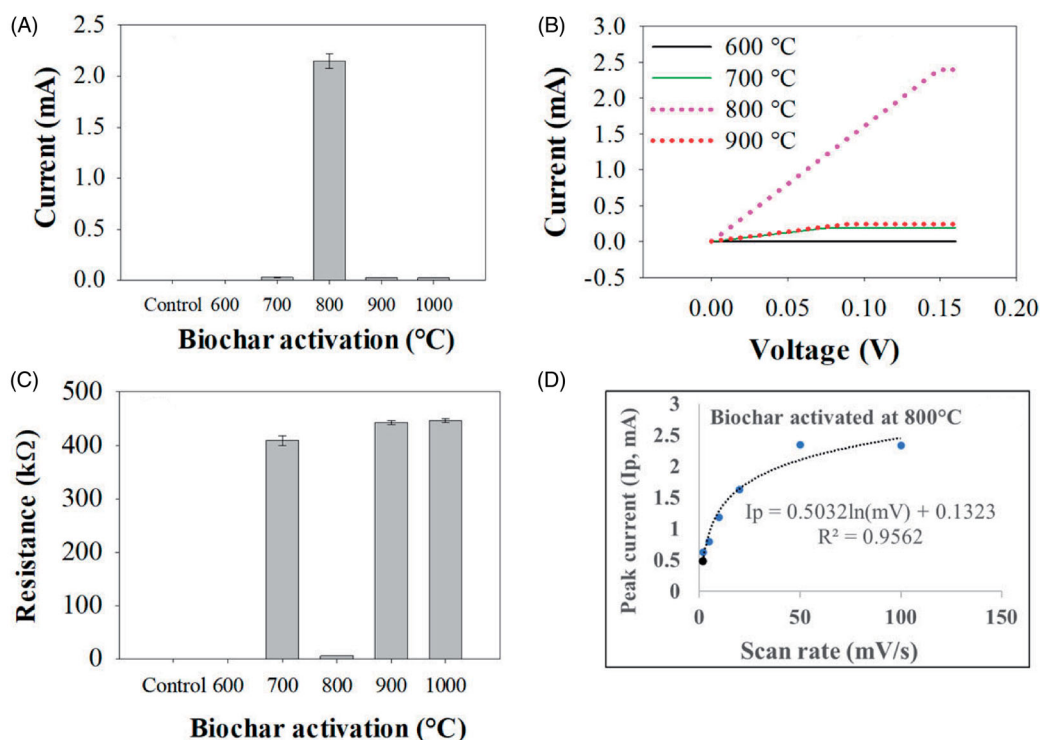 (A)
2.5
2.0
1.5
1.0
0.5
0.0
Current (mA)
Control 600 700 800 900 1000
Biochar activation (°C)
(B)
3.0
2.5
2.0
1.5
1.0
0.5
0.0
-0.5
Current (mA)
600 °C
700 °C
800 °C
900 °C
0.00 0.05 0.10 0.15 0.20
Voltage (V)
(C)
500
400
300
200
100
0
Resistance (kΩ)
Control 600 700 800 900 1000
Biochar activation (°C)
(D)
3
2.5
2
1.5
1
0.5
0
Peak current (Ip, mA)
Biochar activated at 800°C
Ip = 0.5032ln(mV) + 0.1323
R² = 0.9562
0 50 100 150
Scan rate (mV/s)